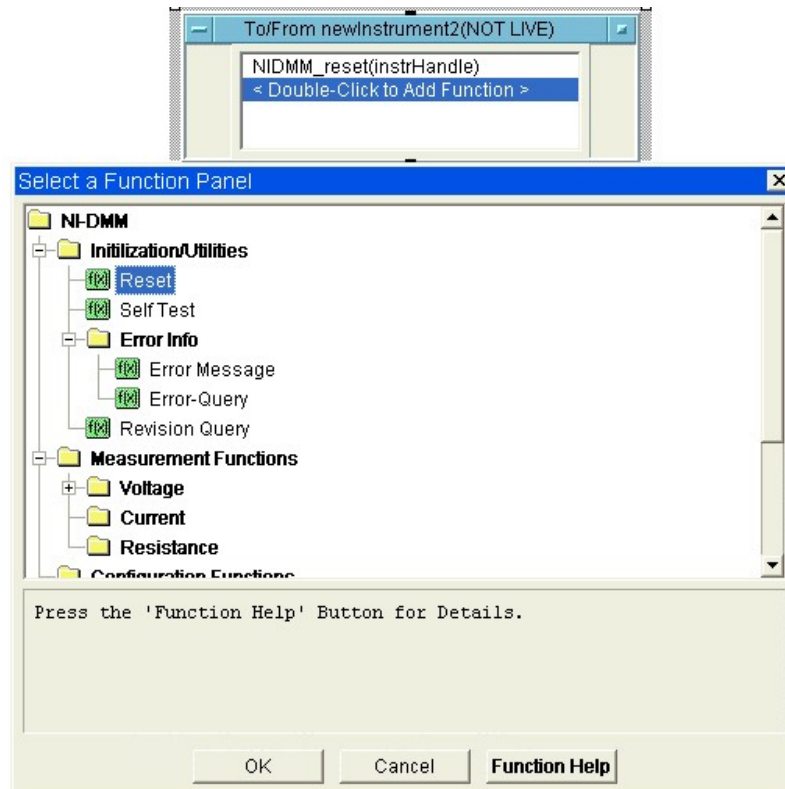 To/From newInstrument2(NOT LIVE)
NIDMM_reset(instrHandle)
< Double-Click to Add Function >
Select a Function Panel
NI-DMM
Initilization/Utilities
Reset
Self Test
Error Info
Error Message
Error-Query
Revision Query
Measurement Functions
Voltage
Current
Resistance
Configuration Functions
Press the 'Function Help' Button for Details.
OK Cancel Function Help